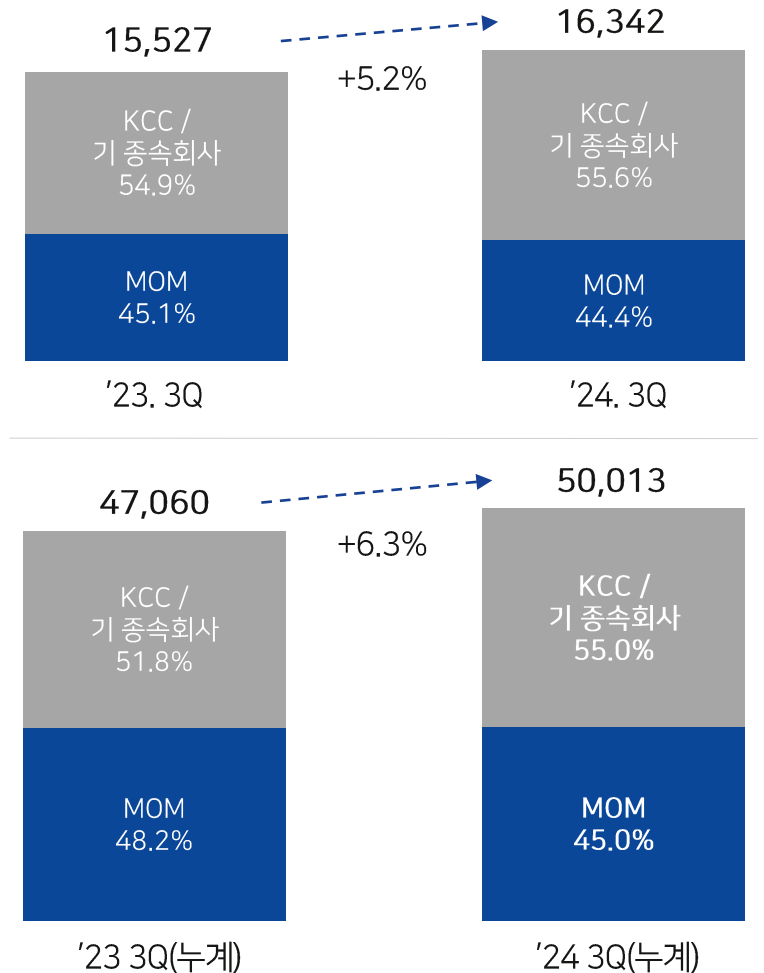 15,527
16,342
+5.2%
KCC /
기 종속회사
54.9%
KCC /
기 종속회사
55.6%
MOM
45.1%
MOM
44.4%
'23. 3Q
'24. 3Q
47,060
50,013
+6.3%
KCC /
기 종속회사
51.8%
KCC /
기 종속회사
55.0%
MOM
48.2%
MOM
45.0%
'23 3Q(누계)
'24 3Q(누계)